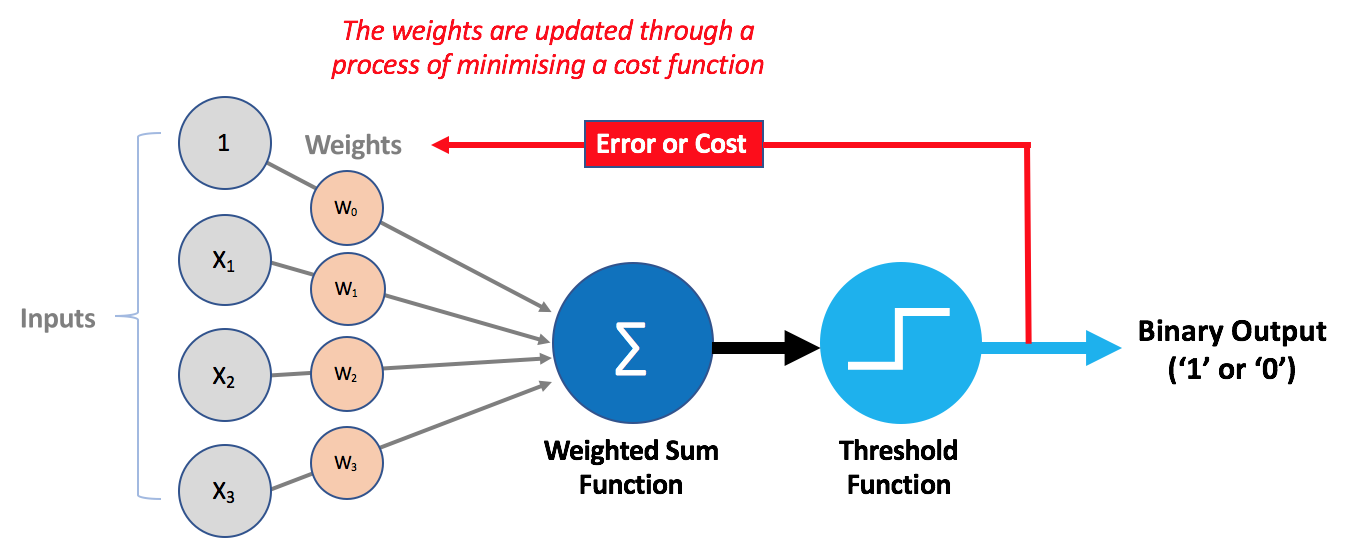 The weights are updated through a
process of minimising a cost function
1
Weights
Error or Cost
W₀
X₁
W₁
Inputs
Σ
Binary Output
(‘1’ or ‘0’)
X₂
W₂
Weighted Sum
Function
Threshold
Function
W₃
X₃